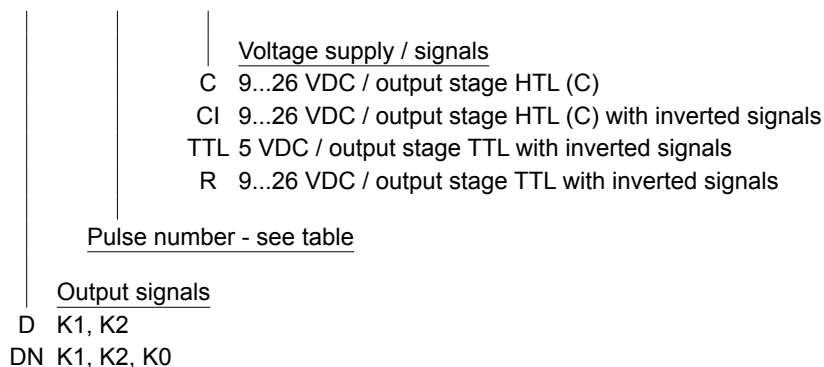 Voltage supply / signals
C 9...26 VDC / output stage HTL (C)
CI 9...26 VDC / output stage HTL (C) with inverted signals
TTL 5 VDC / output stage TTL with inverted signals
R 9...26 VDC / output stage TTL with inverted signals
Pulse number - see table
Output signals
D K1, K2
DN K1, K2, K0